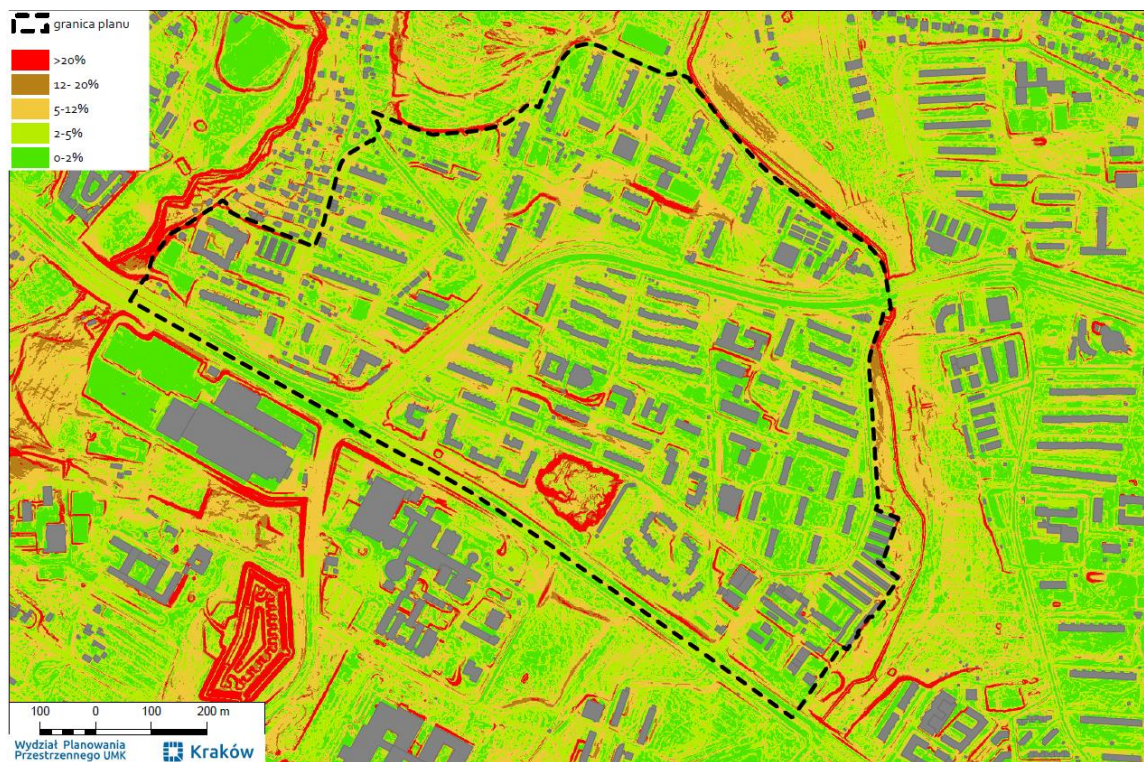 granica planu
>20%
12- 20%
5-12%
2-5%
0-2%
100 0 100 200 m
Wydział Planowania
Przestrzennego UMK
Kraków